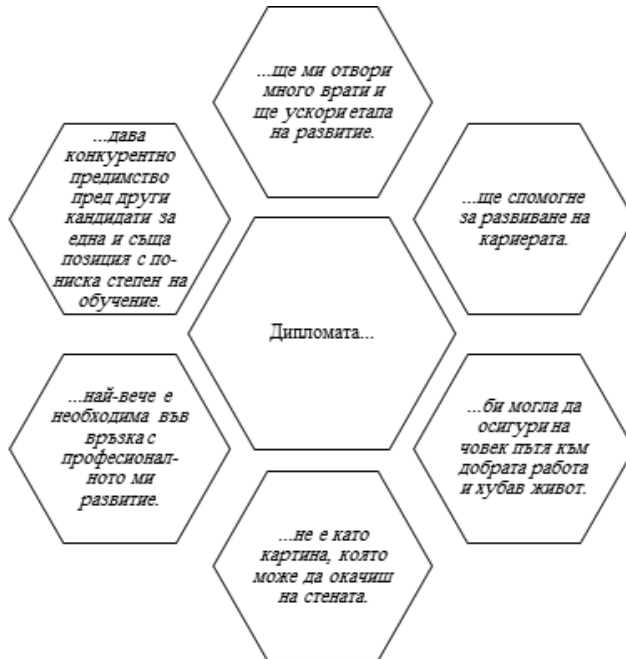 ...ще ми отвори
много врати и
ще ускори етапа
на развитие.
...дава
конкурентно
предимство
пред други
кандидати за
една и съща
позиция с по-
ниска степен на
обучение.
...ще спомогне
за развиване на
кариерата.
Дипломата...
...най-вече е
необходима във
връзка с
професионал-
ното ми
развитие.
...би могла да
осигури на
човек пътя към
добрата работа
и хубав живот.
...не е като
картина, която
може да окачиш
на стената.